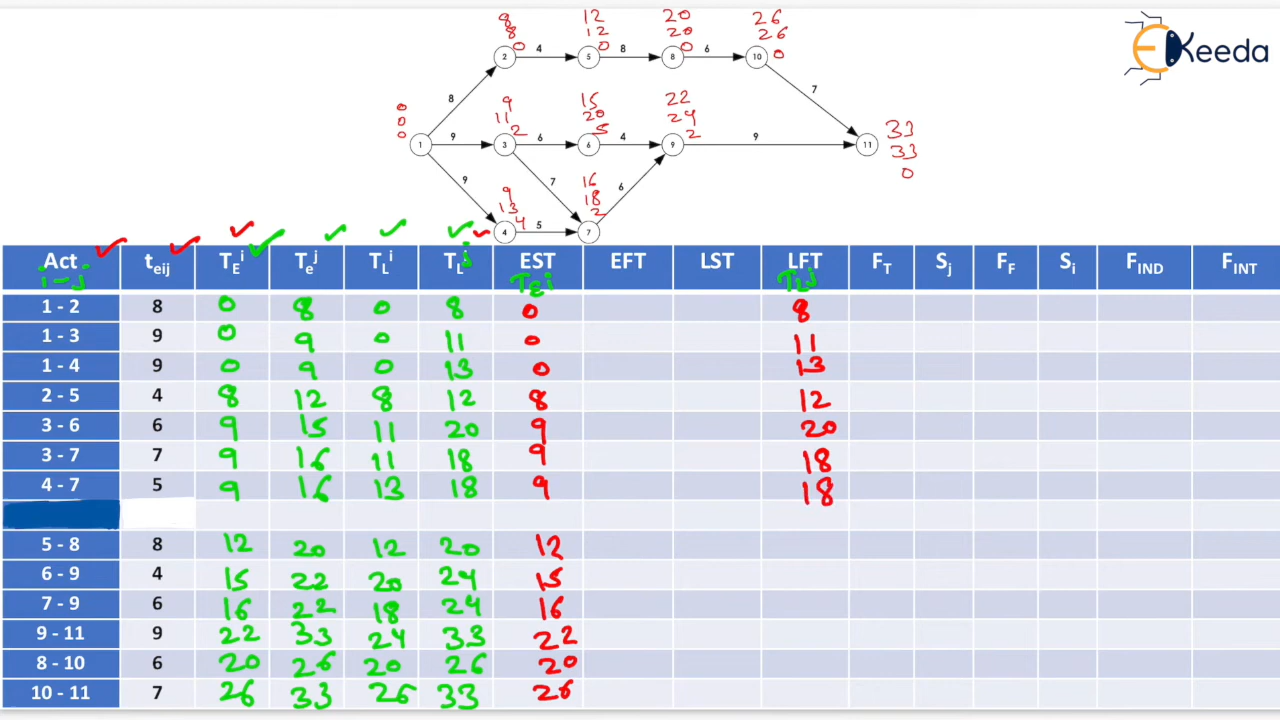 8 12 20 26
8 12 20 26
0 0 0 0
2 4 5 8 8 6 10
EKeeda
8 7
9 15 22
0 11 20 24 33
0 2 5 2 33
0 0
1 9 3 6 6 4 9 9 11
9 7 16 6
9 18
13 2
4
4 5 7
Act teij TEi Tej TLi TLj EST EFT LST LFT FT Sj FF Si FIND FINT
i-j TEi TLj
1 - 2 8 0 8 0 8 0 8
1 - 3 9 0 9 0 11 0 11
1 - 4 9 0 9 0 13 0 13
2 - 5 4 8 12 8 12 8 12
3 - 6 6 9 15 11 20 9 20
3 - 7 7 9 16 11 18 9 18
4 - 7 5 9 16 13 18 9 18
5 - 8 8 12 20 12 20 12
6 - 9 4 15 22 20 24 15
7 - 9 6 16 22 18 24 16
9 - 11 9 22 33 24 33 22
8 - 10 6 20 26 20 26 20
10 - 11 7 26 33 26 33 26